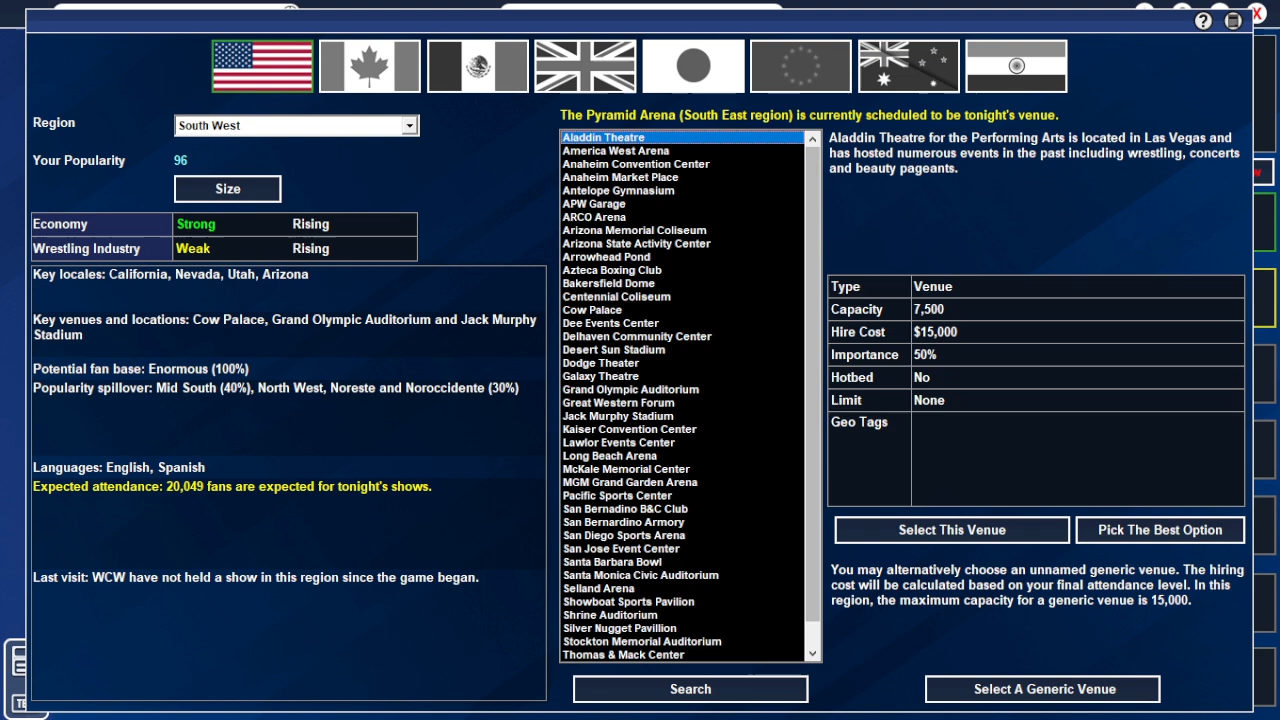 X
?
Region
South West
Your Popularity
96
Size
Economy
Strong
Rising
Wrestling Industry
Weak
Rising
Key locales: California, Nevada, Utah, Arizona
Key venues and locations: Cow Palace, Grand Olympic Auditorium and Jack Murphy
Stadium
Potential fan base: Enormous (100%)
Popularity spillover: Mid South (40%), North West, Noreste and Noroccidente (30%)
Languages: English, Spanish
Expected attendance: 20,049 fans are expected for tonight's shows.
Last visit: WCW have not held a show in this region since the game began.
The Pyramid Arena (South East region) is currently scheduled to be tonight's venue.
Aladdin Theatre
America West Arena
Anaheim Convention Center
Anaheim Market Place
Antelope Gymnasium
APW Garage
ARCO Arena
Arizona Memorial Coliseum
Arizona State Activity Center
Arrowhead Pond
Azteca Boxing Club
Bakersfield Dome
Centennial Coliseum
Cow Palace
Dee Events Center
Delhaven Community Center
Desert Sun Stadium
Dodge Theater
Galaxy Theatre
Grand Olympic Auditorium
Great Western Forum
Jack Murphy Stadium
Kaiser Convention Center
Lawlor Events Center
Long Beach Arena
McKale Memorial Center
MGM Grand Garden Arena
Pacific Sports Center
San Bernadino B&C Club
San Bernardino Armory
San Diego Sports Arena
San Jose Event Center
Santa Barbara Bowl
Santa Monica Civic Auditorium
Selland Arena
Showboat Sports Pavilion
Shrine Auditorium
Silver Nugget Pavillion
Stockton Memorial Auditorium
Thomas & Mack Center
Search
Aladdin Theatre for the Performing Arts is located in Las Vegas and
has hosted numerous events in the past including wrestling, concerts
and beauty pageants.
Type
Venue
Capacity
7,500
Hire Cost
$15,000
Importance
50%
Hotbed
No
Limit
None
Geo Tags
Select This Venue
Pick The Best Option
You may alternatively choose an unnamed generic venue. The hiring
cost will be calculated based on your final attendance level. In this
region, the maximum capacity for a generic venue is 15,000.
Select A Generic Venue